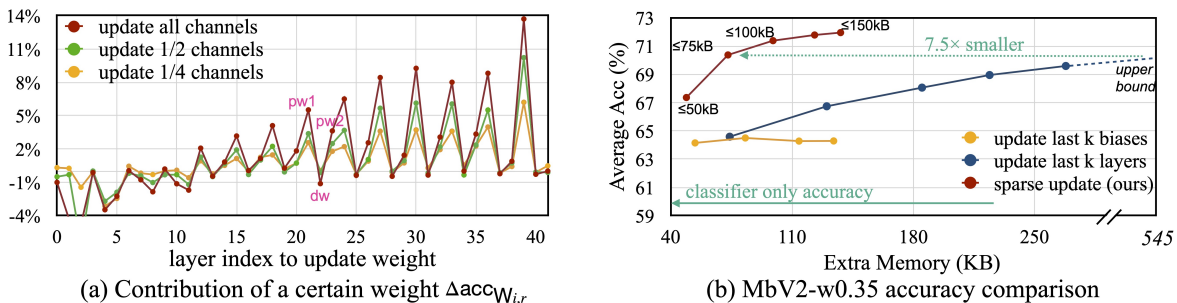 14%
11%
8%
5%
2%
-1%
-4%
update all channels
update 1/2 channels
update 1/4 channels
pw1
pw2
dw
0 5 10 15 20 25 30 35 40
layer index to update weight
(a) Contribution of a certain weight ΔaccW_{i,r}
Average Acc (%)
73
71
69
67
65
63
61
59
≤50kB
≤75kB
≤100kB
≤150kB
7.5× smaller
upper
bound
update last k biases
update last k layers
sparse update (ours)
classifier only accuracy
40 110 180 250 545
Extra Memory (KB)
(b) MbV2-w0.35 accuracy comparison